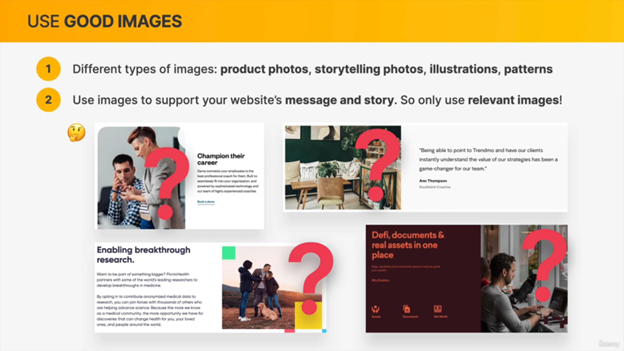 USE GOOD IMAGES
1 Different types of images: product photos, storytelling photos, illustrations, patterns
2 Use images to support your website's message and story. So only use relevant images!
Champion their
career
Book a demo
"Being able to point to Trendmo and have our clients
instantly understand the value of our strategies has been a
game-changer for our team."
Ann Thompson
Southland Creative
Enabling breakthrough
research.
Want to be part of something bigger? PicnicHealth
partners with some of the world's leading researchers to
develop breakthroughs in medicine.
By opting in to contribute anonymized medical data to
research, you can join forces with thousands of others who
are helping advance science. Because the more we know
as a medical community, the more opportunity we have for
discoveries that can change health for you, your loved
ones, and people around the world.
Defi, documents &
real assets in one
place
Assets
Documents
Net Worth
? ? ? ?
Udemy